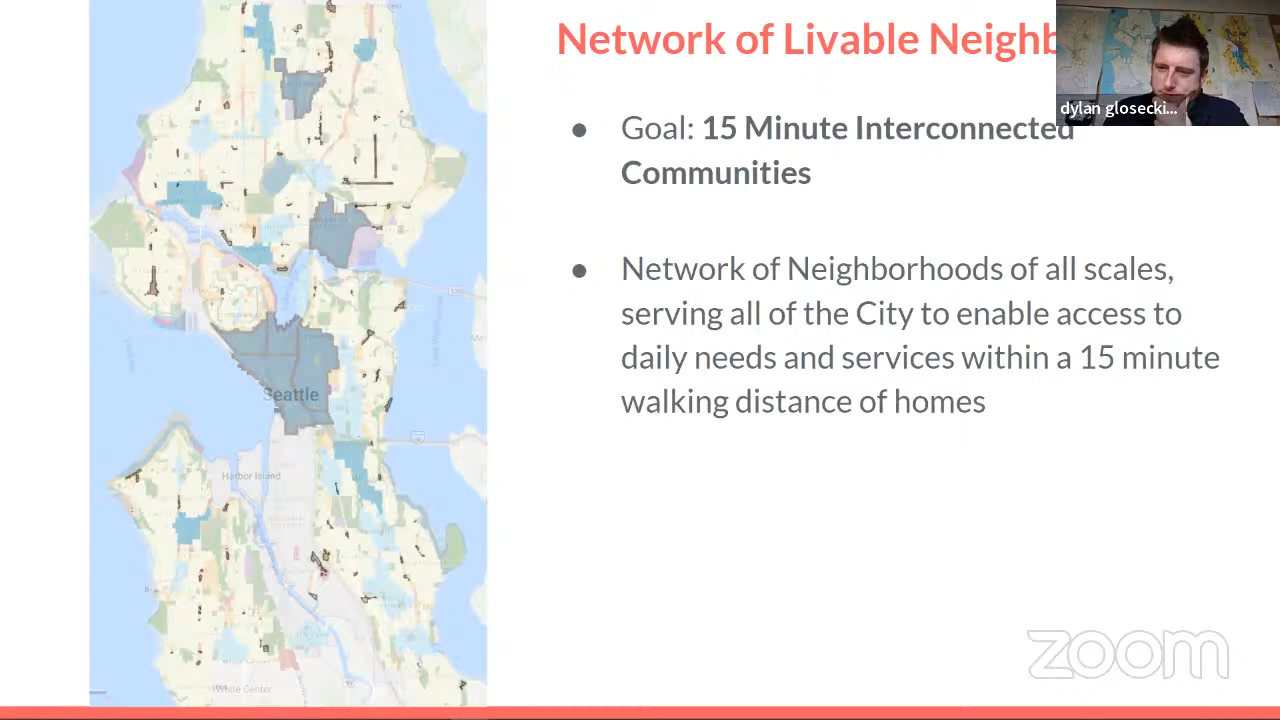 Network of Livable Neighb
dylan glosecki...
Goal: 15 Minute Interconnected
Communities
Network of Neighborhoods of all scales,
serving all of the City to enable access to
daily needs and services within a 15 minute
walking distance of homes
520
Seattle
Harbor Island
White Center
zoom